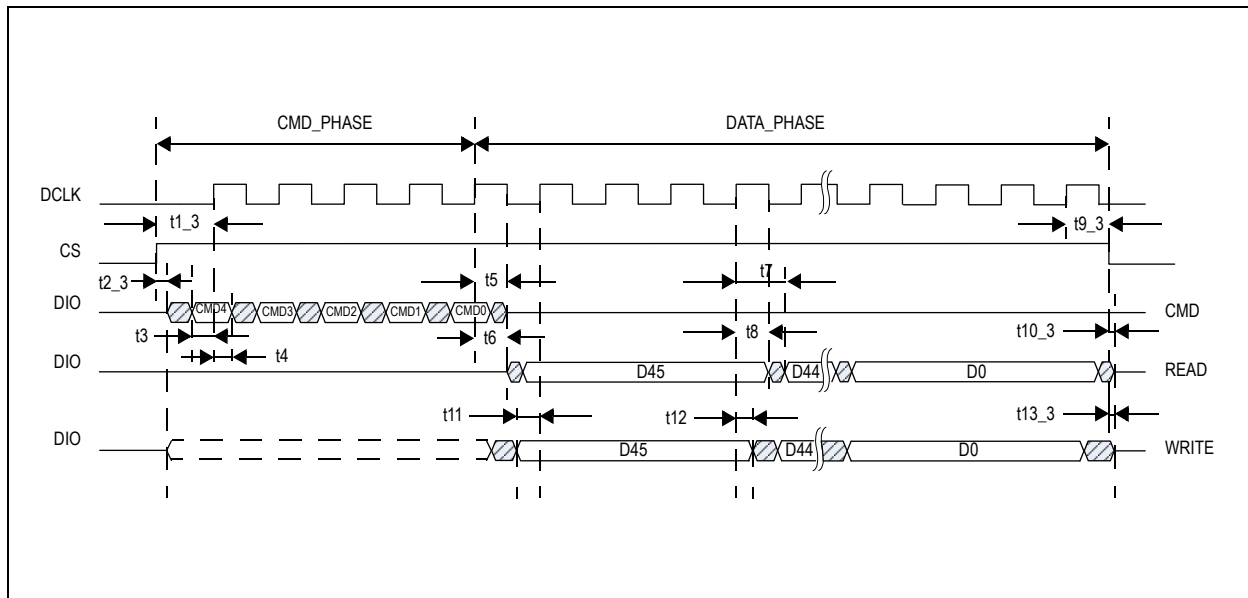 CMD_PHASE DATA_PHASE
DCLK
t1_3 t9_3
CS
t2_3 t5 t7
DIO CMD4 CMD3 CMD2 CMD1 CMD0 CMD
t3 t4 t6 t8 t10_3
DIO D45 D44 D0 READ
t11 t12 t13_3
DIO D45 D44 D0 WRITE